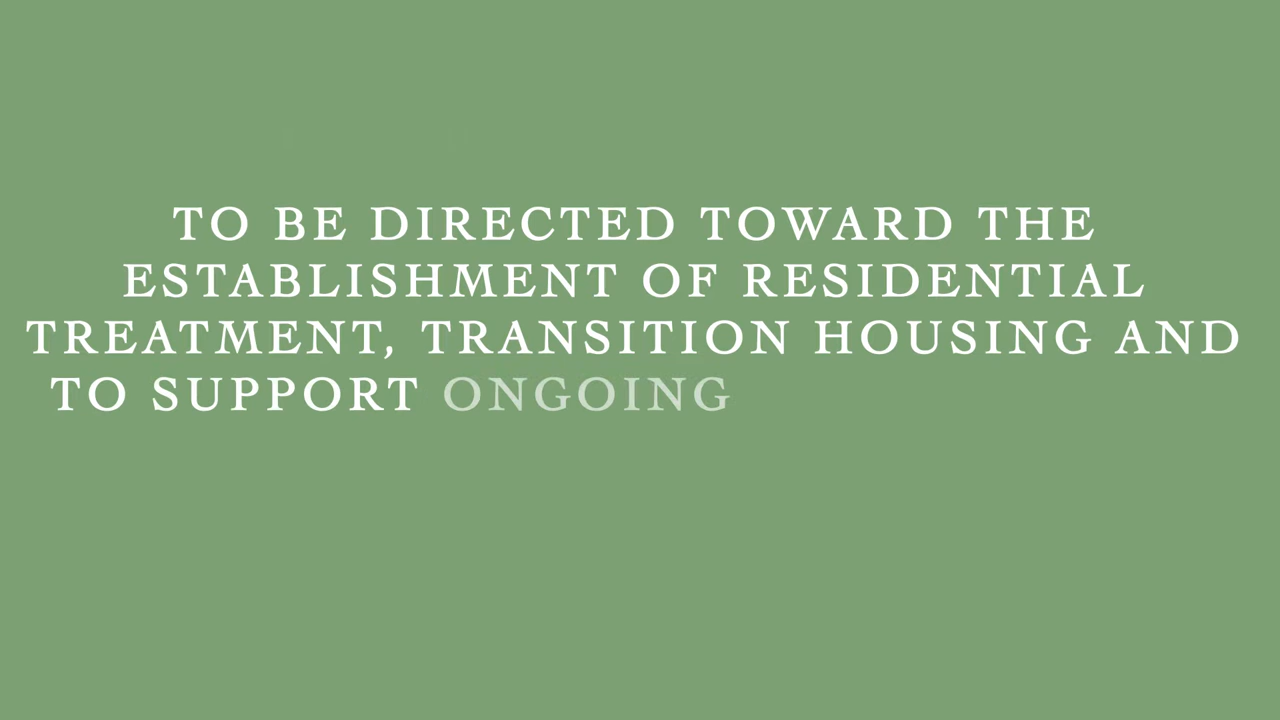 TO BE DIRECTED TOWARD THE
ESTABLISHMENT OF RESIDENTIAL
TREATMENT, TRANSITION HOUSING AND
TO SUPPORT ONGOING